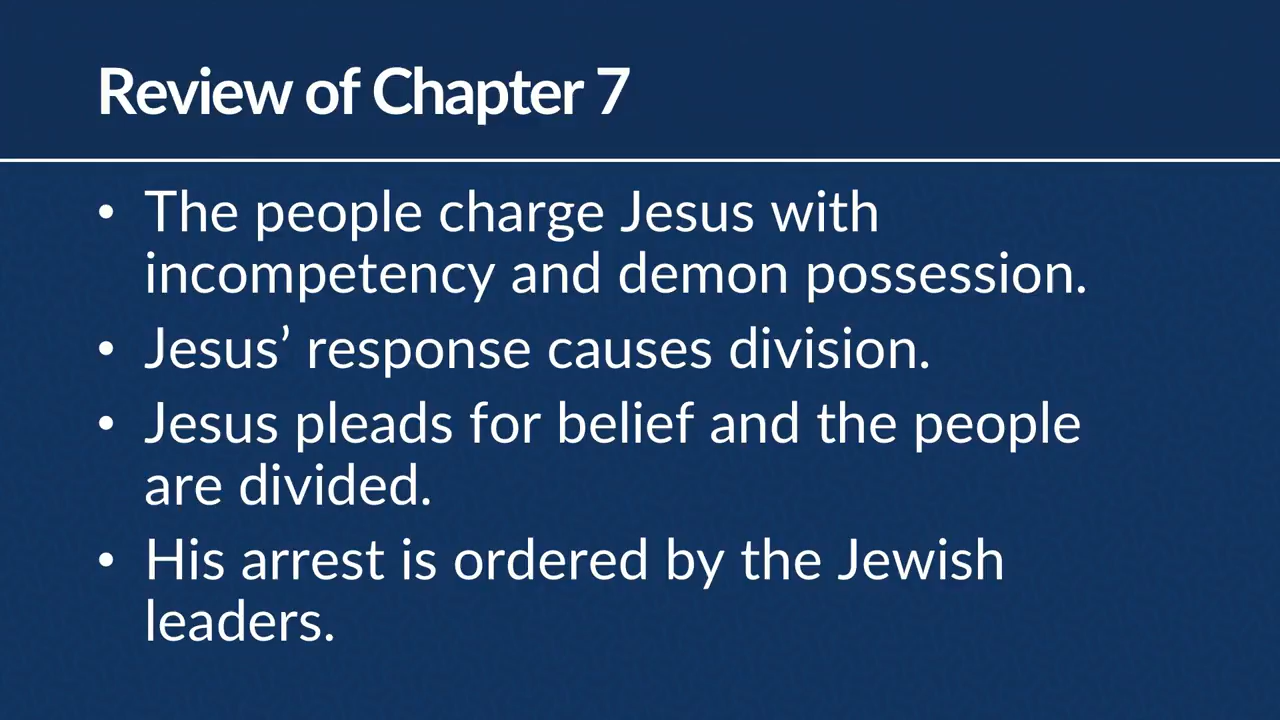 Review of Chapter 7
• The people charge Jesus with
incompetency and demon possession.
• Jesus’ response causes division.
• Jesus pleads for belief and the people
are divided.
• His arrest is ordered by the Jewish
leaders.